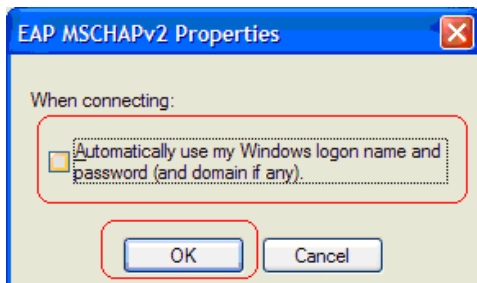 EAP MSCHAPv2 Properties
When connecting:
Automatically use my Windows logon name and
password (and domain if any).
OK
Cancel